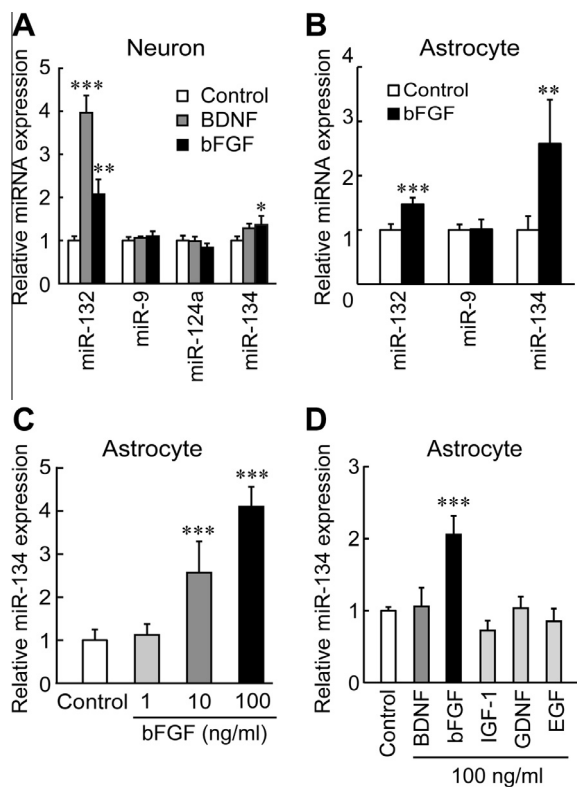 A
Neuron
Relative miRNA expression
5
4
3
2
1
0
***
**
*
Control
BDNF
bFGF
miR-132
miR-9
miR-124a
miR-134
B
Astrocyte
Relative miRNA expression
4
3
2
1
0
Control
bFGF
***
**
miR-132
miR-9
miR-134
C
Astrocyte
Relative miR-134 expression
5
4
3
2
1
0
***
***
Control 1 10 100
bFGF (ng/ml)
D
Astrocyte
Relative miR-134 expression
3
2
1
0
***
Control
BDNF
bFGF
IGF-1
GDNF
EGF
100 ng/ml